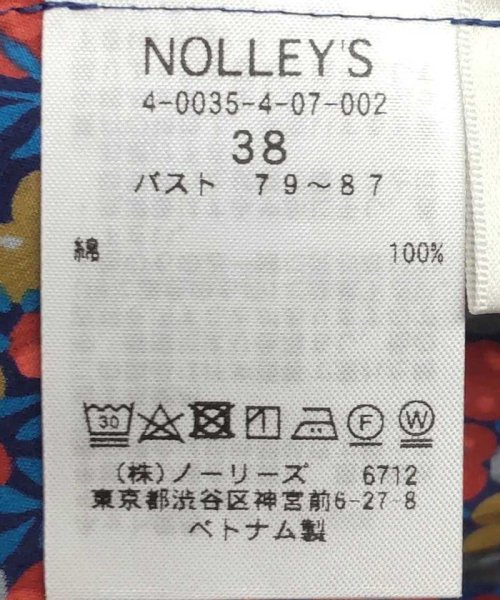 NOLLEY'S
4-0035-4-07-002
38
バスト 79～87
綿 100%
30 F W
(株)ノーリーズ 6712
東京都渋谷区神宮前6-27-8
ベトナム製